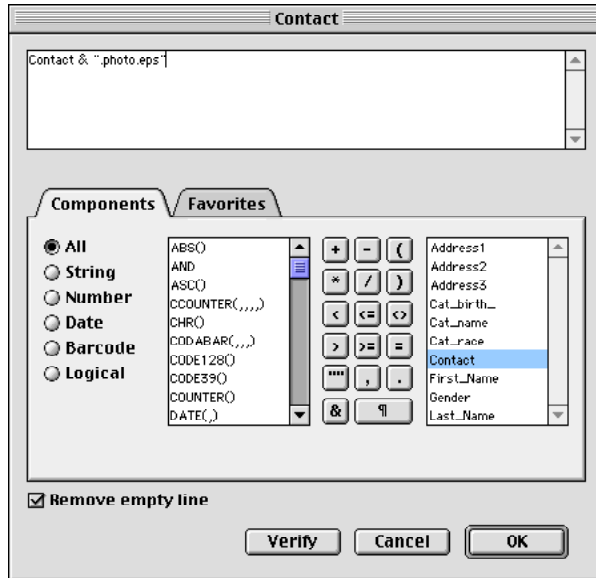 Contact
Contact & ".photo.eps"
Components
Favorites
All
String
Number
Date
Barcode
Logical
ABS()
AND
ASC()
CCOUNTER(,,,,)
CHR()
CODABAR(,,,)
CODE128()
CODE39()
COUNTER()
DATE(,)
+ - (
* / )
< <= <>
> >= =
"" , .
& ¶
Address1
Address2
Address3
Cat_birth_
Cat_name
Cat_race
Contact
First_Name
Gender
Last_Name
Remove empty line
Verify
Cancel
OK